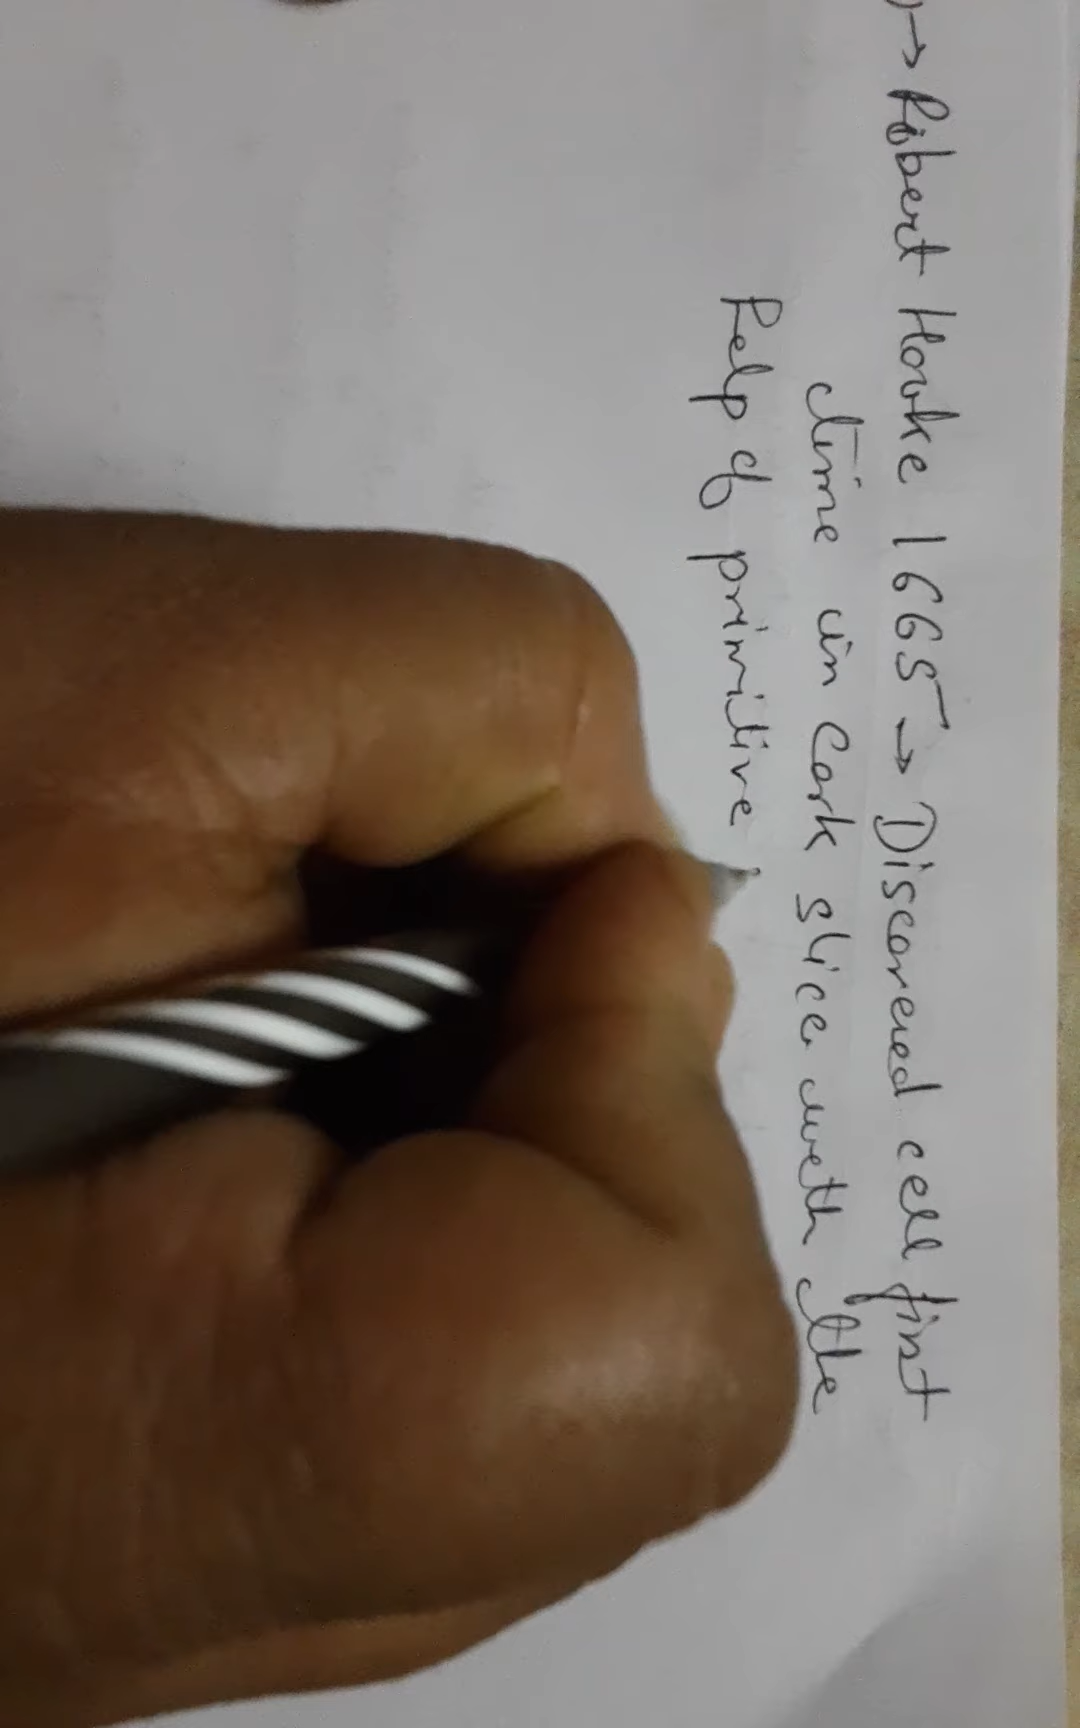 ) → Robert Hooke 1665 → Discovered cell first
time in Cork slice with the
help of primitive